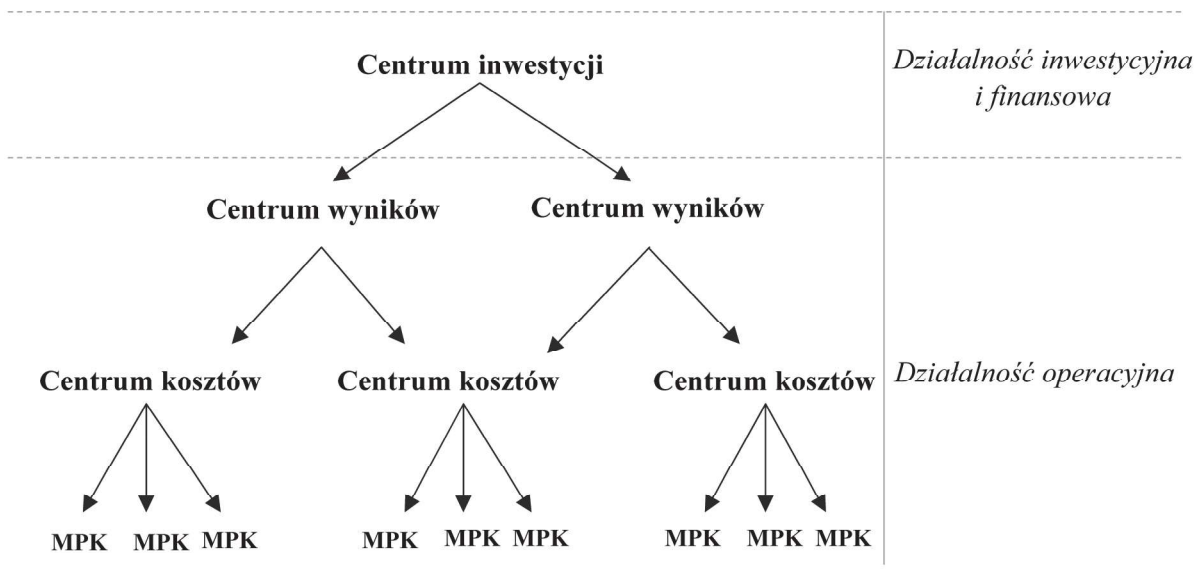 Centrum inwestycji
Działalność inwestycyjna
i finansowa
Centrum wyników
Centrum wyników
Centrum kosztów
Centrum kosztów
Centrum kosztów
Działalność operacyjna
MPK MPK MPK
MPK MPK MPK
MPK MPK MPK